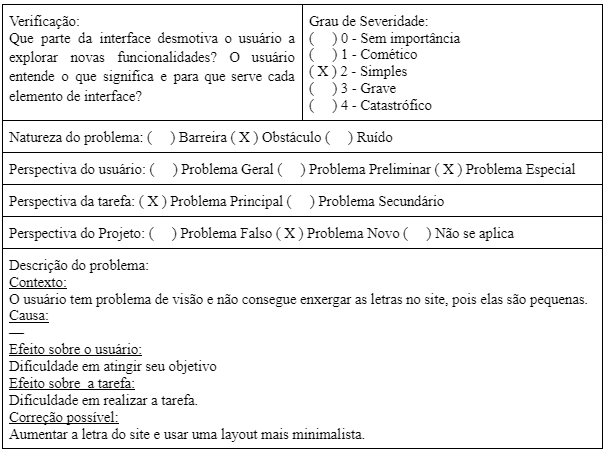 Verificação:
Que parte da interface desmotiva o usuário a
explorar novas funcionalidades? O usuário
entende o que significa e para que serve cada
elemento de interface?
Grau de Severidade:
( ) 0 - Sem importância
( ) 1 - Comético
( X ) 2 - Simples
( ) 3 - Grave
( ) 4 - Catastrófico
Natureza do problema: ( ) Barreira ( X ) Obstáculo ( ) Ruído
Perspectiva do usuário: ( ) Problema Geral ( ) Problema Preliminar ( X ) Problema Especial
Perspectiva da tarefa: ( X ) Problema Principal ( ) Problema Secundário
Perspectiva do Projeto: ( ) Problema Falso ( X ) Problema Novo ( ) Não se aplica
Descrição do problema:
Contexto:
O usuário tem problema de visão e não consegue enxergar as letras no site, pois elas são pequenas.
Causa:
—
Efeito sobre o usuário:
Dificuldade em atingir seu objetivo
Efeito sobre a tarefa:
Dificuldade em realizar a tarefa.
Correção possível:
Aumentar a letra do site e usar uma layout mais minimalista.